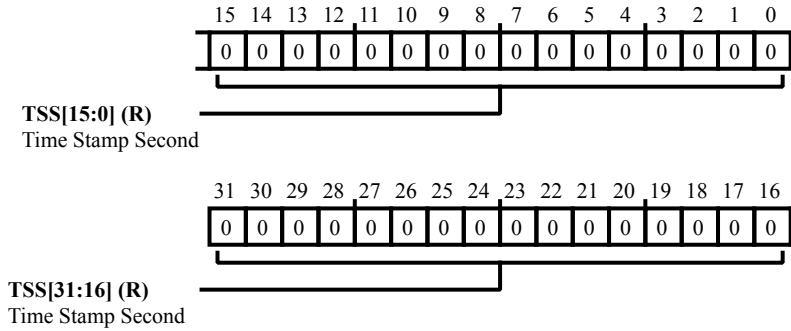 15 14 13 12 11 10 9 8 7 6 5 4 3 2 1 0
0 0 0 0 0 0 0 0 0 0 0 0 0 0 0 0
TSS[15:0] (R)
Time Stamp Second
31 30 29 28 27 26 25 24 23 22 21 20 19 18 17 16
0 0 0 0 0 0 0 0 0 0 0 0 0 0 0 0
TSS[31:16] (R)
Time Stamp Second